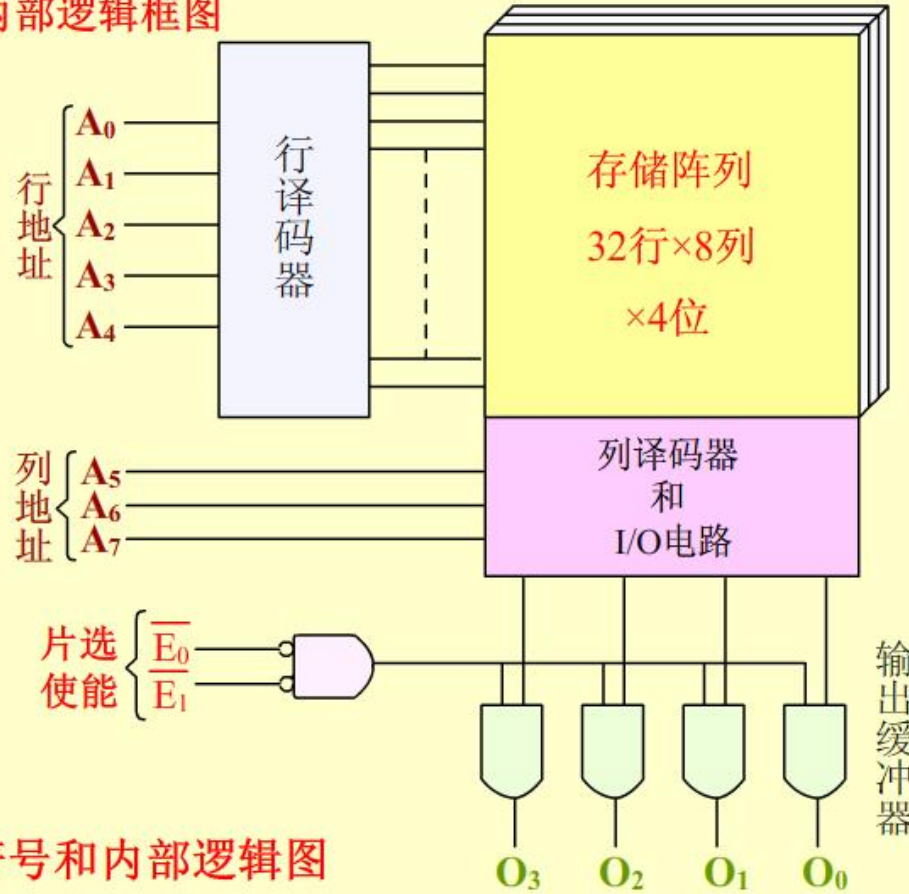 内部逻辑框图
行地址
A₀
A₁
A₂
A₃
A₄
行译码器
存储阵列
32行×8列
×4位
列地址
A₅
A₆
A₇
列译码器
和
I/O电路
片选
使能
E̅₀
E̅₁
输出缓冲器
O₃ O₂ O₁ O₀
号和内部逻辑图